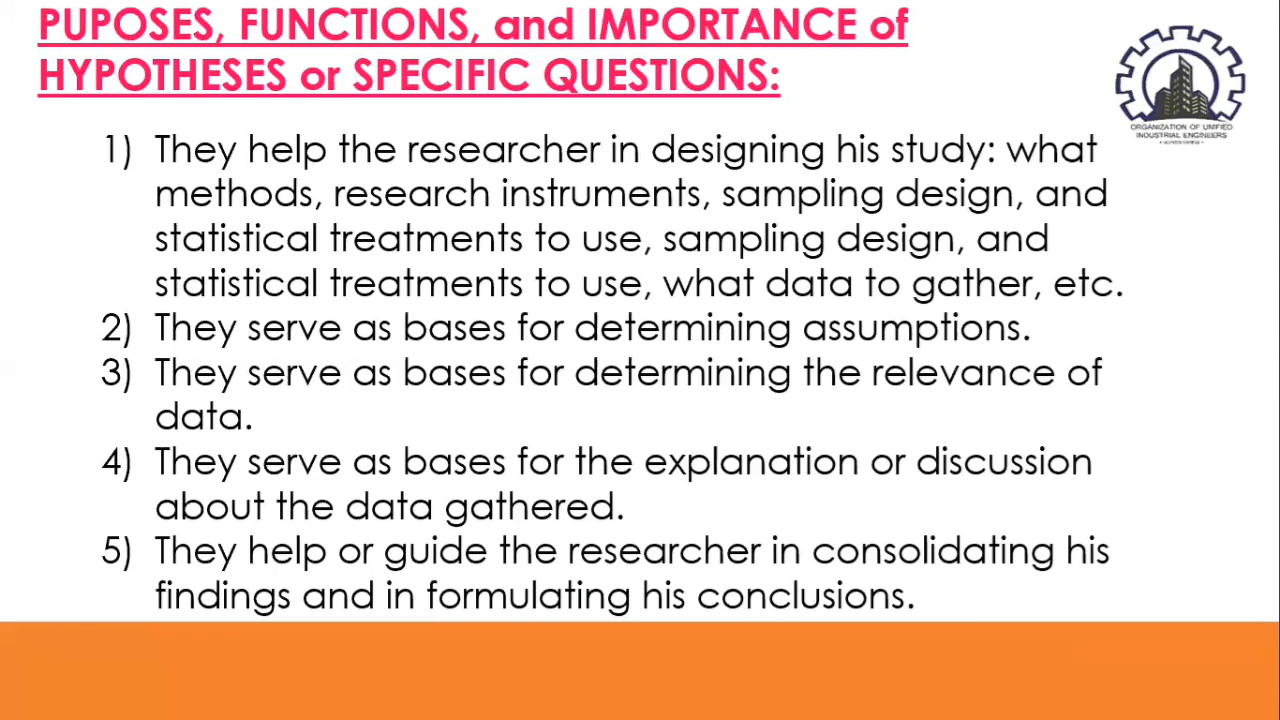 PUPOSES, FUNCTIONS, and IMPORTANCE of
HYPOTHESES or SPECIFIC QUESTIONS:
ORGANIZATION OF UNIFIED
INDUSTRIAL ENGINEERS
1) They help the researcher in designing his study: what
methods, research instruments, sampling design, and
statistical treatments to use, sampling design, and
statistical treatments to use, what data to gather, etc.
2) They serve as bases for determining assumptions.
3) They serve as bases for determining the relevance of
data.
4) They serve as bases for the explanation or discussion
about the data gathered.
5) They help or guide the researcher in consolidating his
findings and in formulating his conclusions.